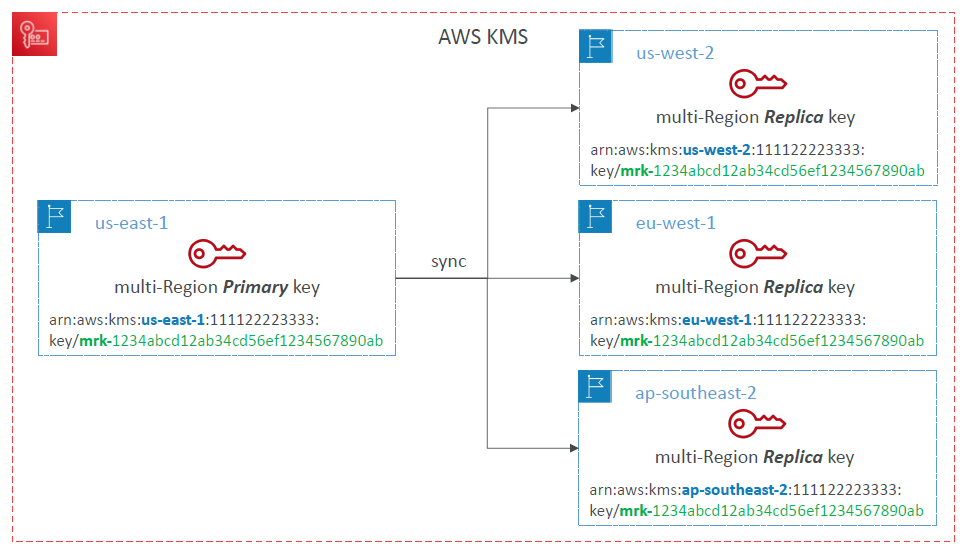 AWS KMS
us-west-2
multi-Region Replica key
arn:aws:kms:us-west-2:111122223333:
key/mrk-1234abcd12ab34cd56ef1234567890ab
us-east-1
multi-Region Primary key
arn:aws:kms:us-east-1:111122223333:
key/mrk-1234abcd12ab34cd56ef1234567890ab
sync
eu-west-1
multi-Region Replica key
arn:aws:kms:eu-west-1:111122223333:
key/mrk-1234abcd12ab34cd56ef1234567890ab
ap-southeast-2
multi-Region Replica key
arn:aws:kms:ap-southeast-2:111122223333:
key/mrk-1234abcd12ab34cd56ef1234567890ab